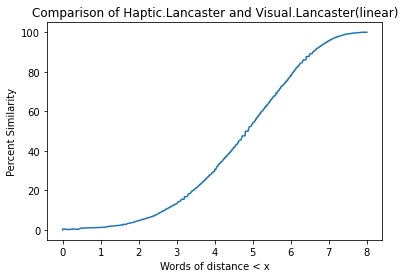 Comparison of Haptic.Lancaster and Visual.Lancaster(linear)
100
80
60
40
20
0
Percent Similarity
0 1 2 3 4 5 6 7 8
Words of distance < x